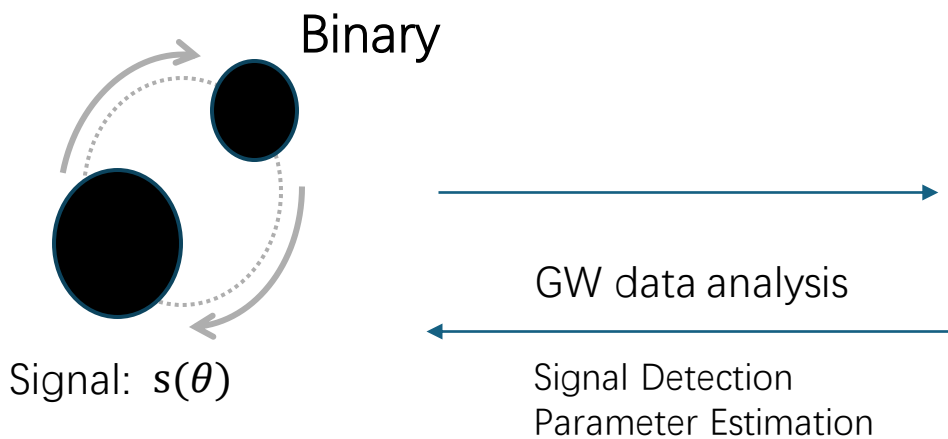 Binary
GW data analysis
Signal: s(θ)
Signal Detection
Parameter Estimation